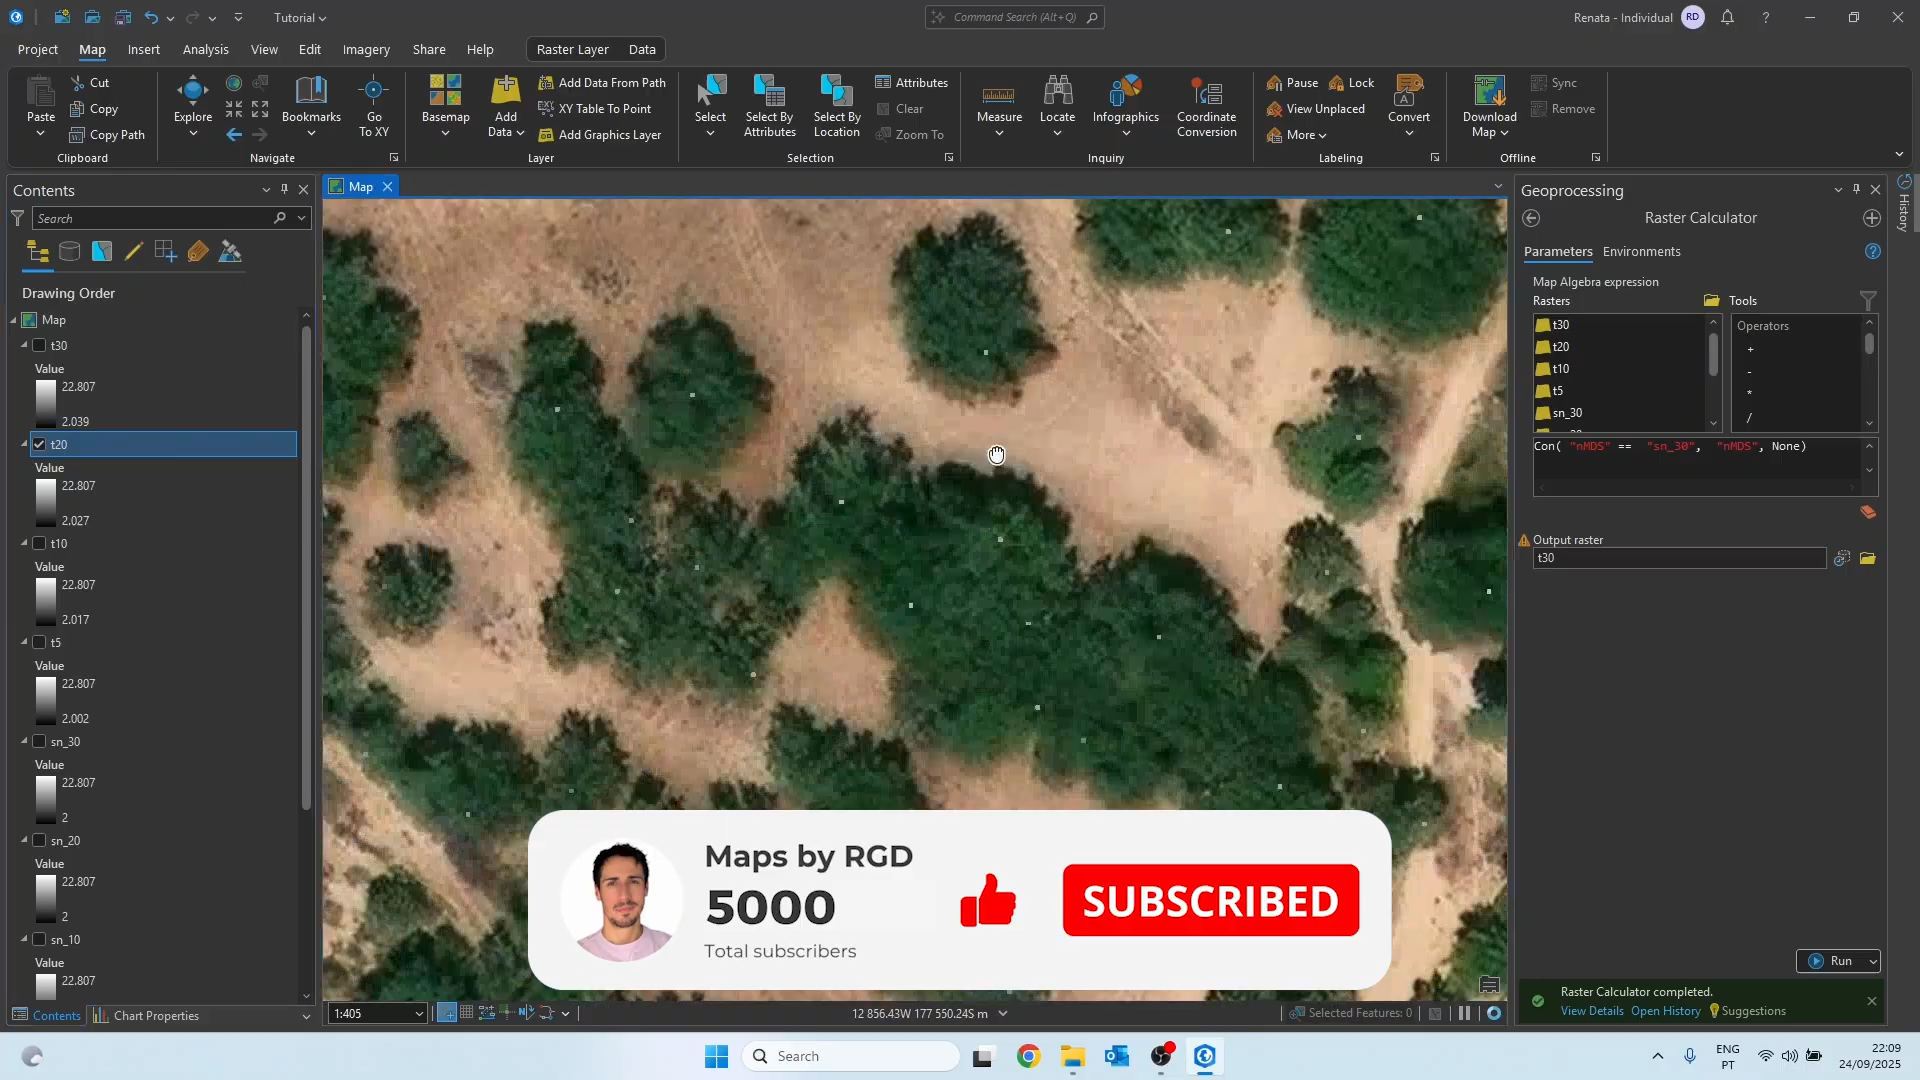 Tutorial
Command Search (Alt+Q)
Renata - Individual
RD
?
Project
Map
Insert
Analysis
View
Edit
Imagery
Share
Help
Raster Layer
Data
Paste
Cut
Copy
Copy Path
Clipboard
Explore
Bookmarks
Go
To XY
Navigate
Basemap
Add
Data
Add Data From Path
XY Table To Point
Add Graphics Layer
Layer
Select
Select By
Attributes
Select By
Location
Attributes
Clear
Zoom To
Selection
Measure
Locate
Infographics
Coordinate
Conversion
Inquiry
Pause
Lock
View Unplaced
More
Convert
Labeling
Download
Map
Sync
Remove
Offline
Contents
Search
Drawing Order
Map
t30
Value
22.807
2.039
t20
Value
22.807
2.027
t10
Value
22.807
2.017
t5
Value
22.807
2.002
sn_30
Value
22.807
2
sn_20
Value
22.807
2
sn_10
Value
22.807
Contents
Chart Properties
Map
1:405
12 856.43W 177 550.24S m
Selected Features: 0
Maps by RGD
5000
Total subscribers
SUBSCRIBED
Geoprocessing
Raster Calculator
Parameters
Environments
?
Map Algebra expression
Rasters
Tools
t30
t20
t10
t5
sn_30
Operators
+
-
*
/
Con( "nMDS" == "sn_30", "nMDS", None)
Output raster
t30
Run
Raster Calculator completed.
View Details
Open History
Suggestions
History
Search
ENG
PT
22:09
24/09/2025